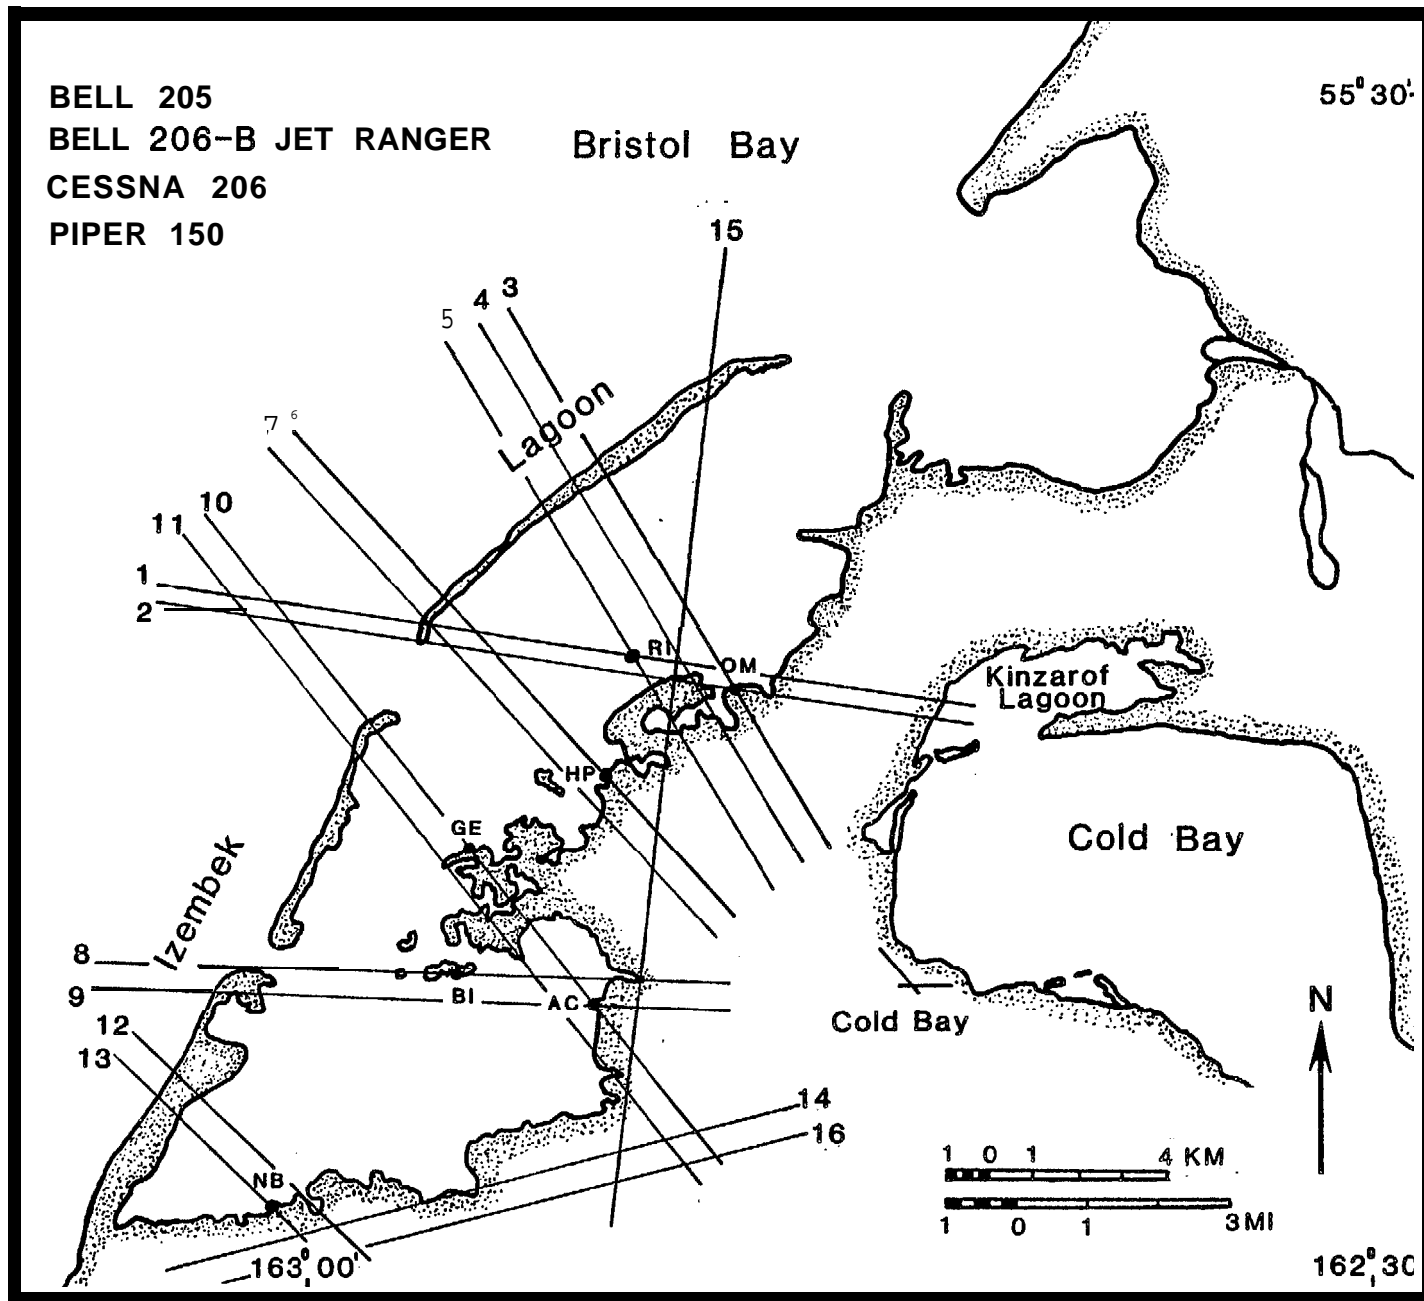 BELL 205
BELL 206-B JET RANGER
CESSNA 206
PIPER 150
Bristol Bay
55° 30'
15
3
4
5
Lagoon
6
7
10
11
1
2
RI
OM
Kinzarof
Lagoon
HP
GE
Cold Bay
Izembek
8
9
BI
AC
Cold Bay
N
12
13
14
16
NB
1 0 1 4 KM
1 0 1 3 MI
163° 00'
162° 30